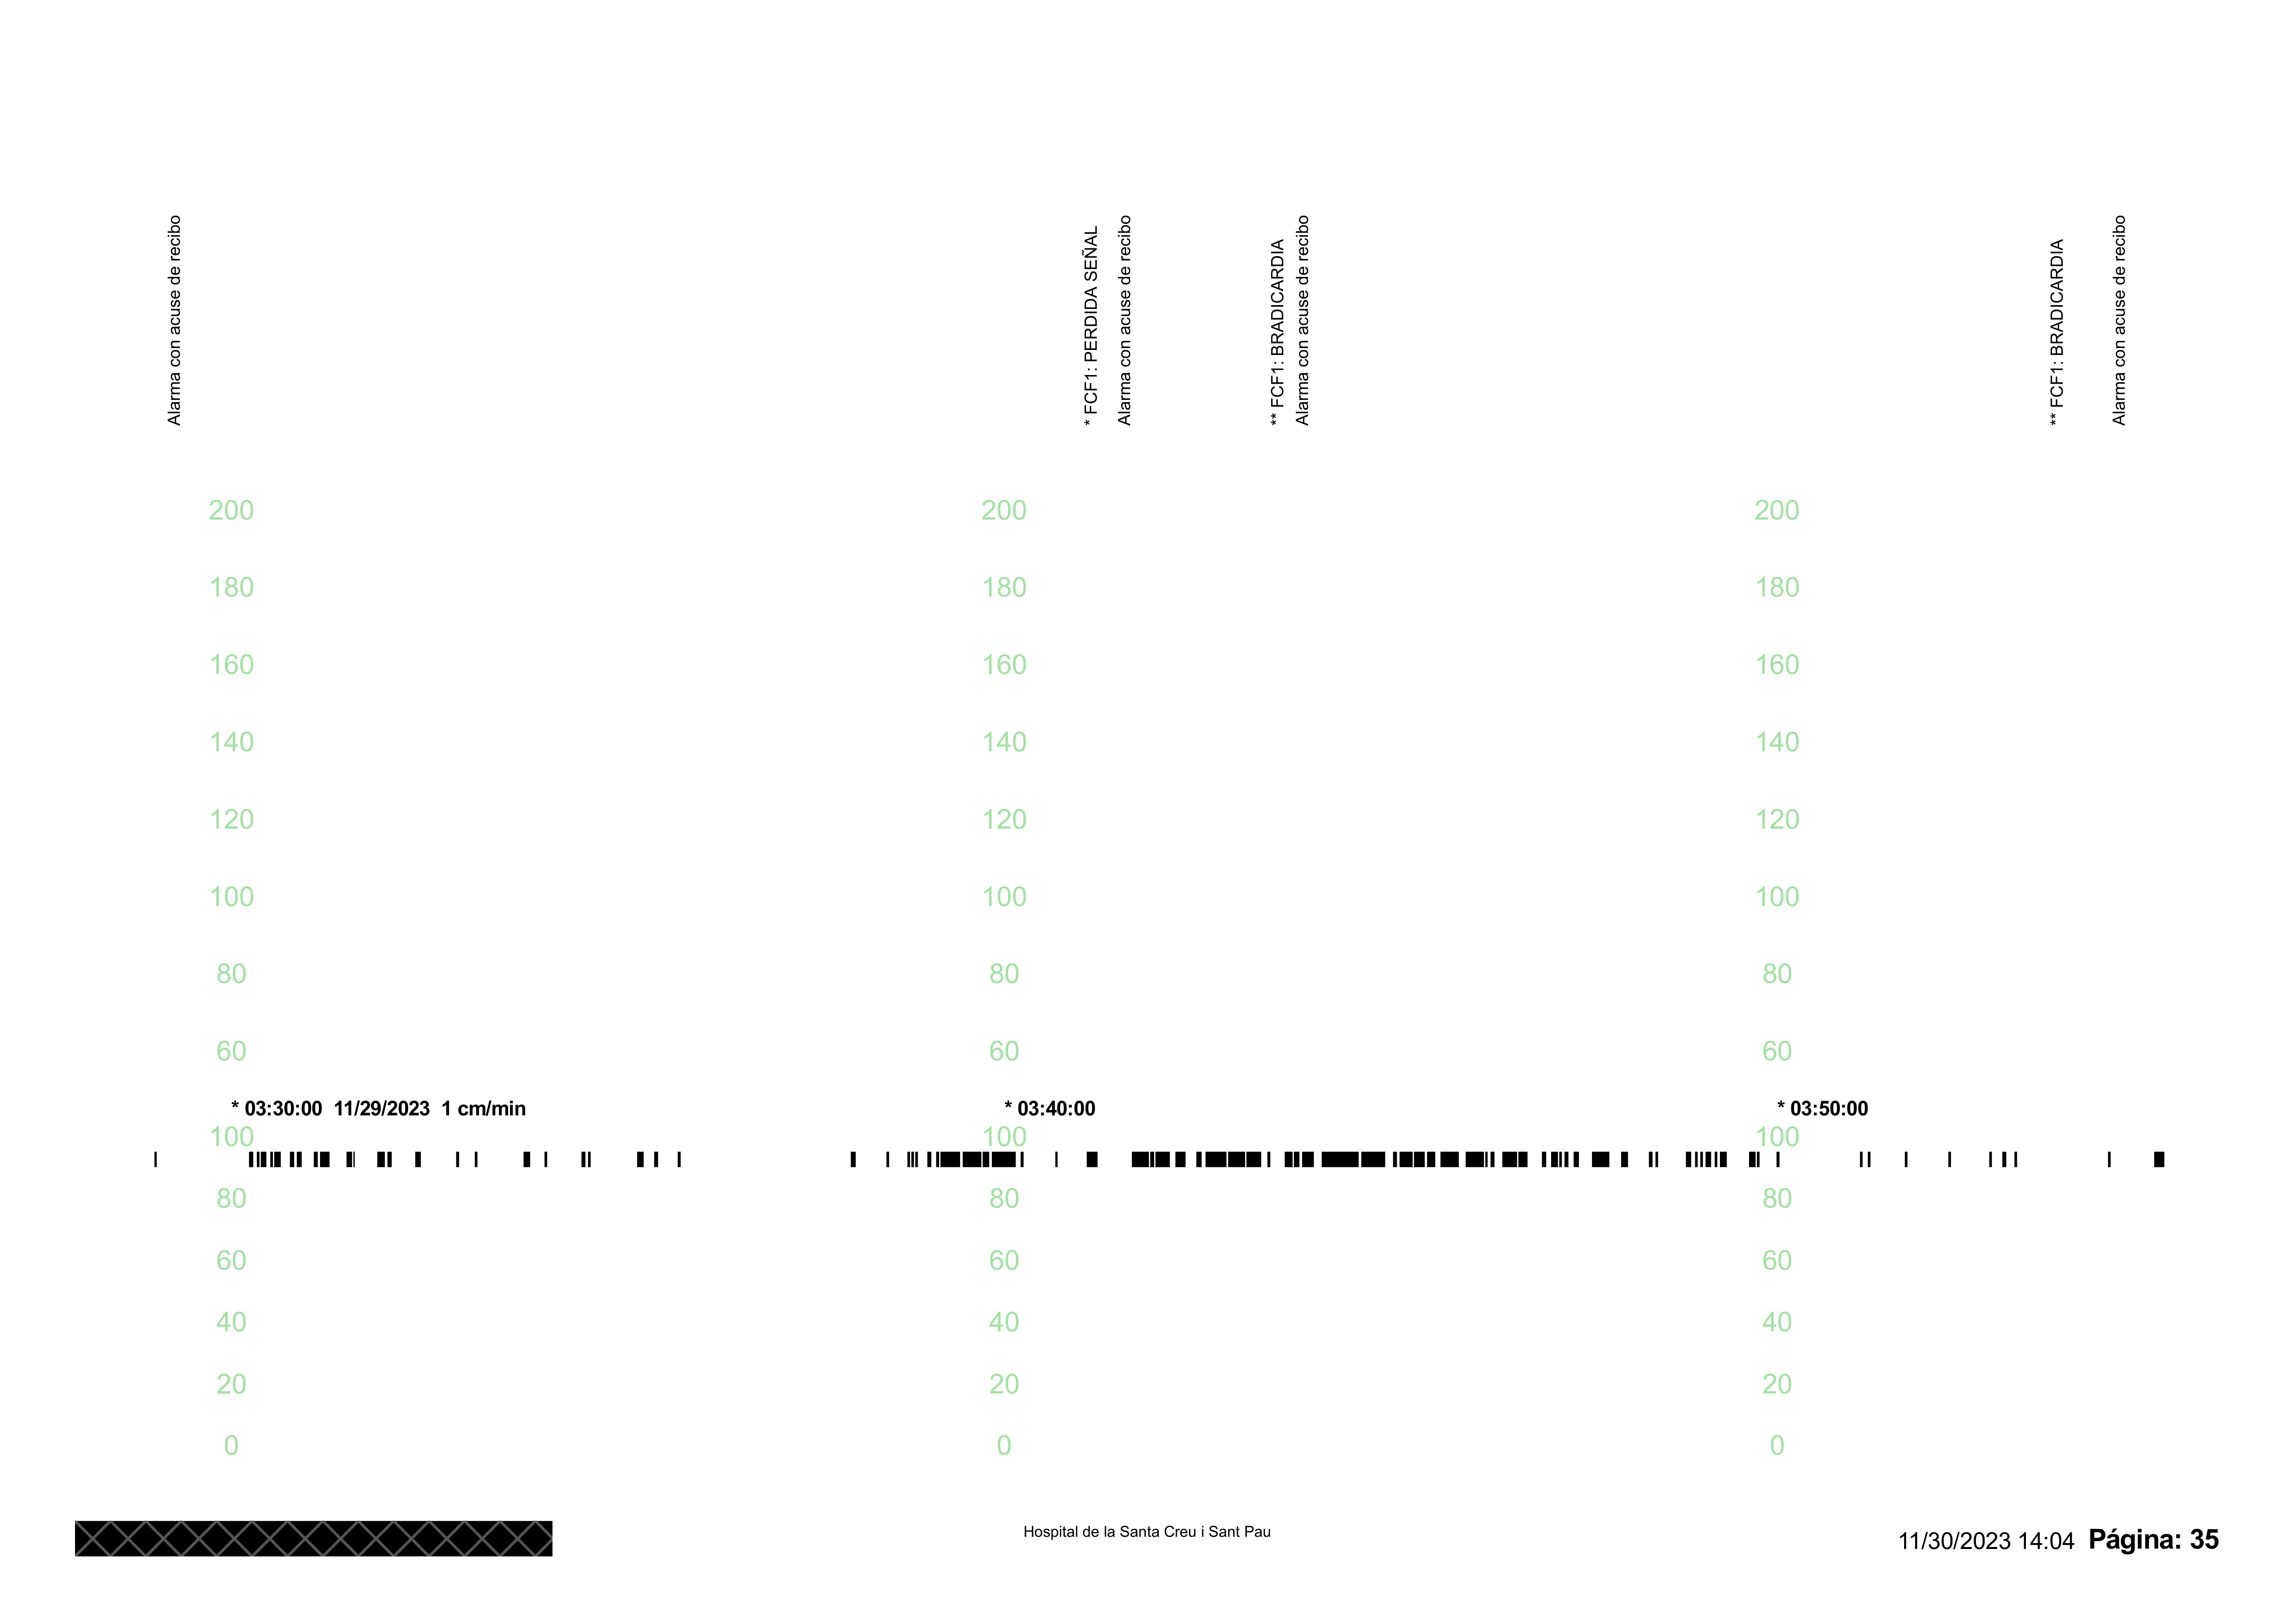 Alarma con acuse de recibo
* FCF1: PERDIDA SEÑAL
Alarma con acuse de recibo
** FCF1: BRADICARDIA
Alarma con acuse de recibo
** FCF1: BRADICARDIA
Alarma con acuse de recibo
200 200 200
180 180 180
160 160 160
140 140 140
120 120 120
100 100 100
80 80 80
60 60 60
* 03:30:00 11/29/2023 1 cm/min * 03:40:00 * 03:50:00
100 100 100
80 80 80
60 60 60
40 40 40
20 20 20
0 0 0
Hospital de la Santa Creu i Sant Pau
11/30/2023 14:04 Página: 35